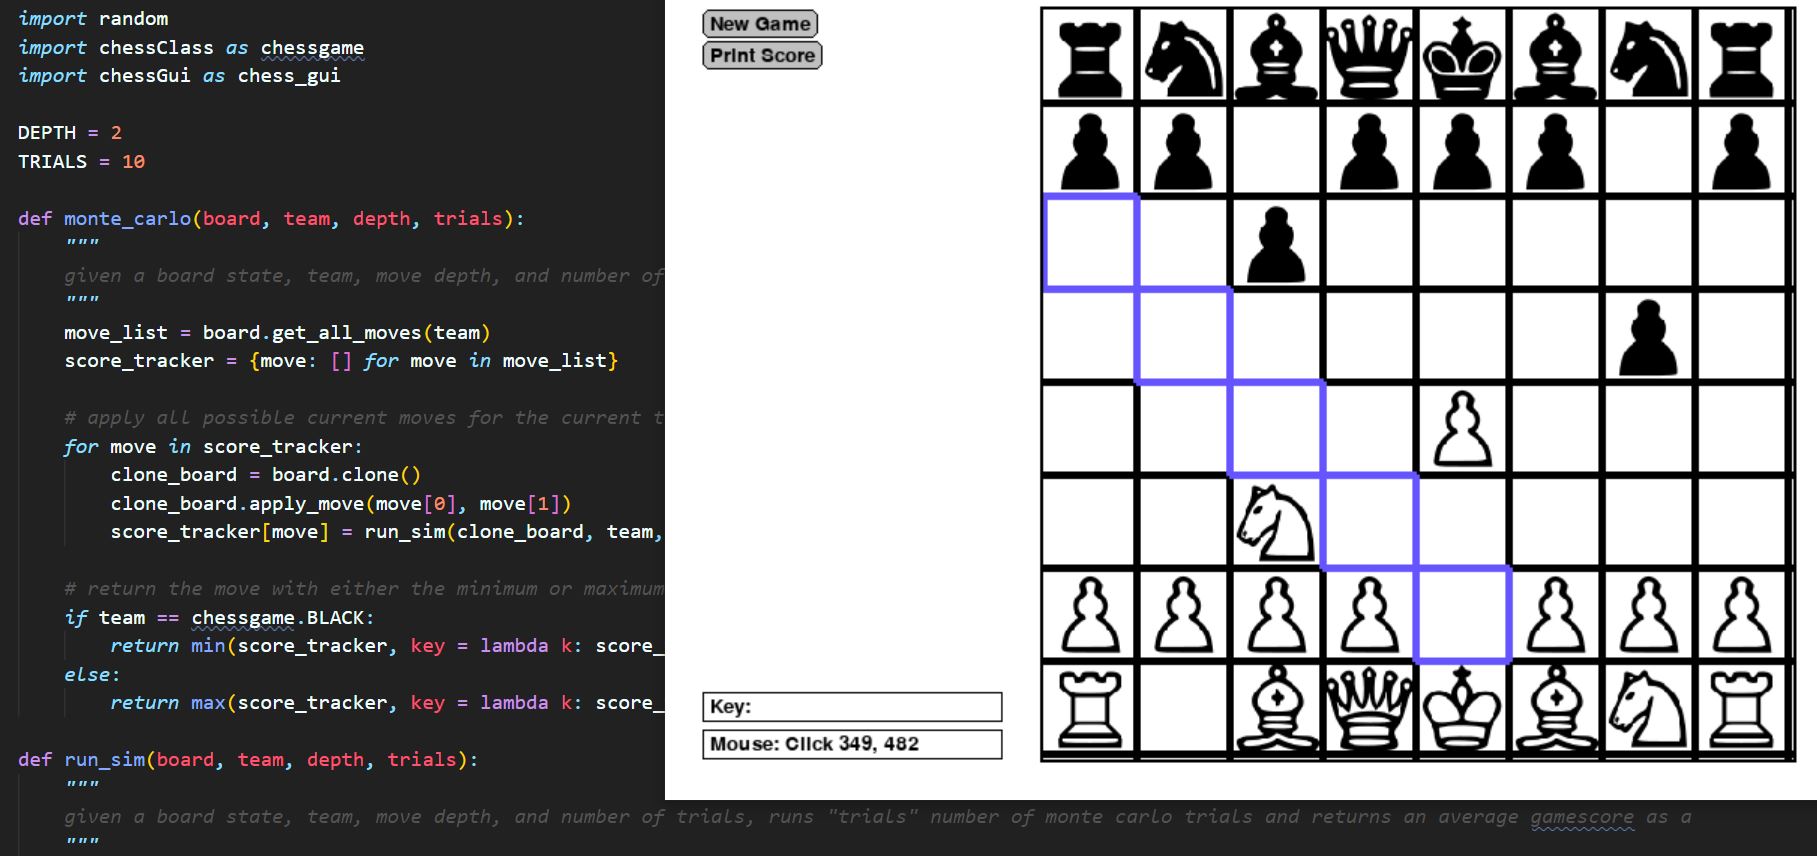 import random
import chessClass as chessgame
import chessGui as chess_gui
DEPTH = 2
TRIALS = 10
def monte_carlo(board, team, depth, trials):
"""
given a board state, team, move depth, and number of
"""
move_list = board.get_all_moves(team)
score_tracker = {move: [] for move in move_list}
# apply all possible current moves for the current t
for move in score_tracker:
clone_board = board.clone()
clone_board.apply_move(move[0], move[1])
score_tracker[move] = run_sim(clone_board, team,
# return the move with either the minimum or maximum
if team == chessgame.BLACK:
return min(score_tracker, key = lambda k: score_
else:
return max(score_tracker, key = lambda k: score_
def run_sim(board, team, depth, trials):
"""
given a board state, team, move depth, and number of trials, runs "trials" number of monte carlo trials and returns an average gamescore as a
"""
New Game
Print Score
Key:
Mouse: Click 349, 482